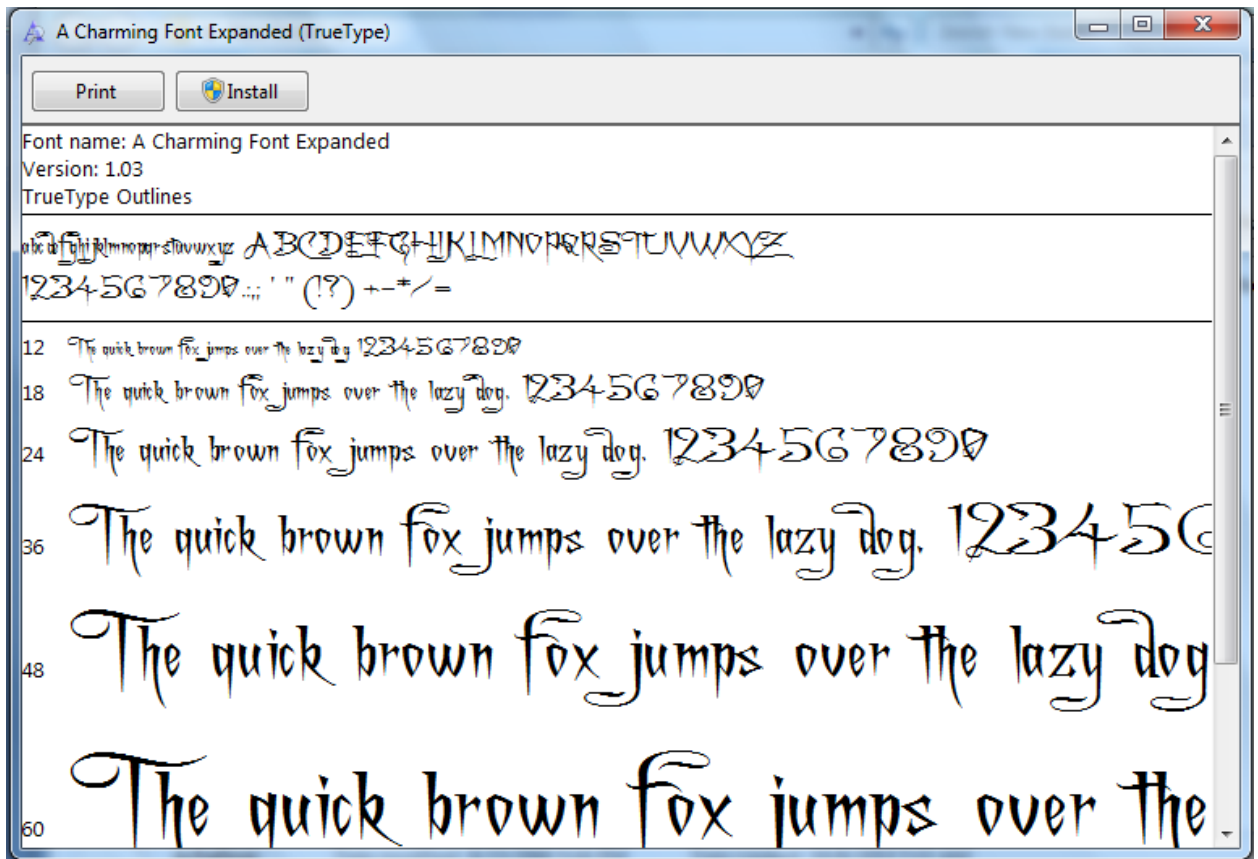 A Charming Font Expanded (TrueType)
Print Install
Font name: A Charming Font Expanded
Version: 1.03
TrueType Outlines
abcdefghijklmnopqrstuvwxyz ABCDEFGHIJKLMNOPQRSTUVWXYZ
1234567890.:,; ' " (!?) +-*/=
12 The quick brown fox jumps over the lazy dog. 1234567890
18 The quick brown fox jumps over the lazy dog. 1234567890
24 The quick brown fox jumps over the lazy dog. 1234567890
36 The quick brown fox jumps over the lazy dog. 123456
48 The quick brown fox jumps over the lazy dog
60 The quick brown fox jumps over the